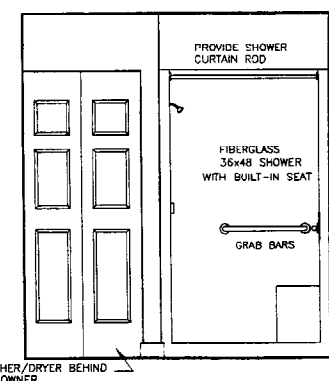 PROVIDE SHOWER
CURTAIN ROD
FIBERGLASS
36x48 SHOWER
WITH BUILT-IN SEAT
GRAB BARS
HER/DRYER BEHIND
OWNER